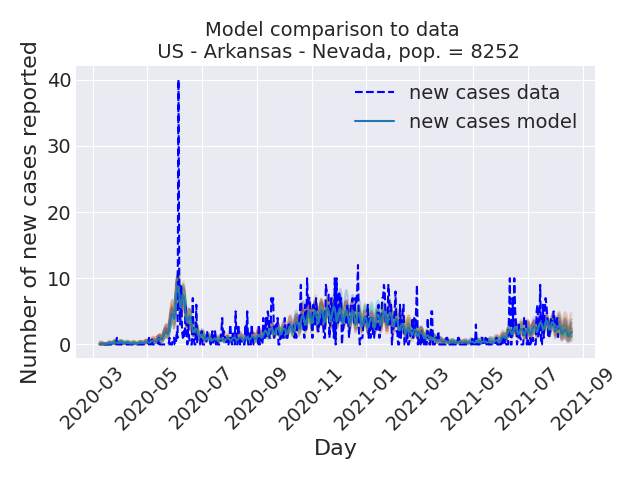 Model comparison to data
US - Arkansas - Nevada, pop. = 8252
Number of new cases reported
40
30
20
10
0
new cases data
new cases model
2020-03
2020-05
2020-07
2020-09
2020-11
2021-01
2021-03
2021-05
2021-07
2021-09
Day